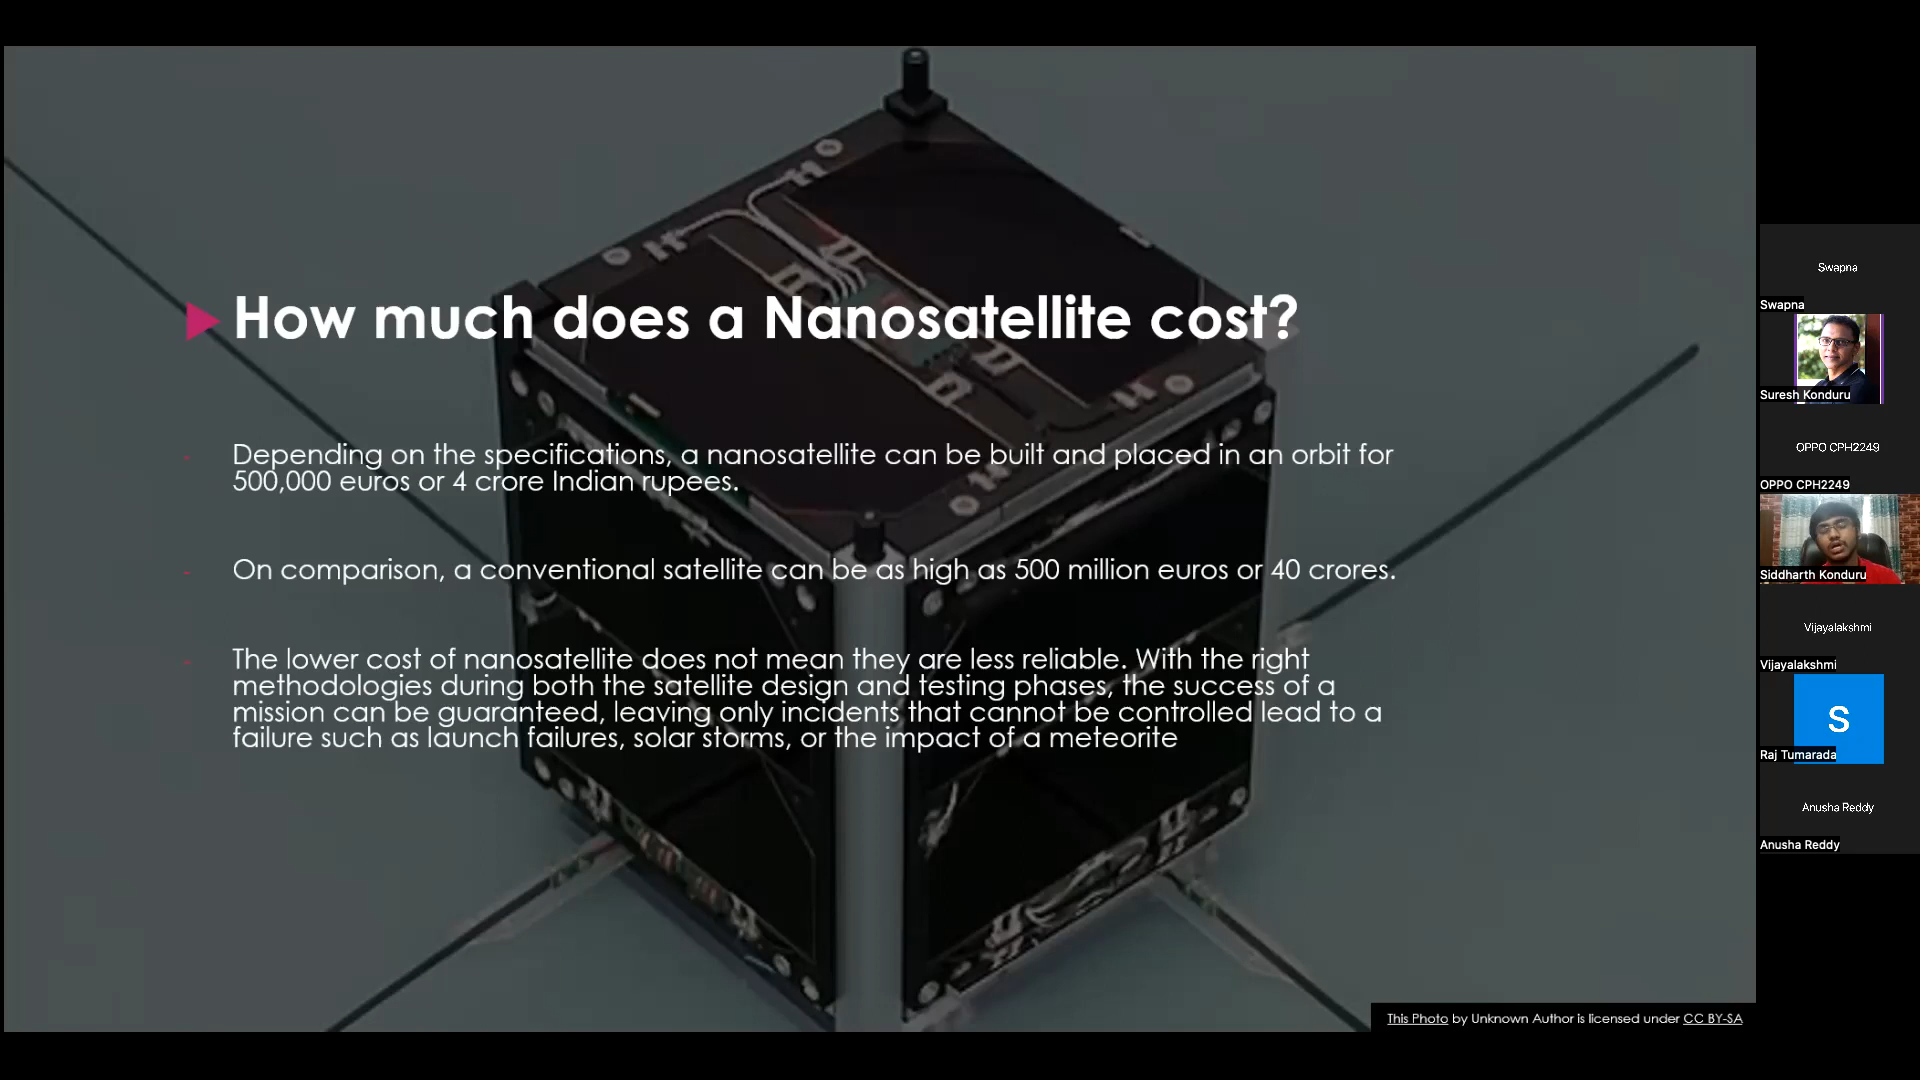 How much does a Nanosatellite cost?
- Depending on the specifications, a nanosatellite can be built and placed in an orbit for
500,000 euros or 4 crore Indian rupees.
- On comparison, a conventional satellite can be as high as 500 million euros or 40 crores.
- The lower cost of nanosatellite does not mean they are less reliable. With the right
methodologies during both the satellite design and testing phases, the success of a
mission can be guaranteed, leaving only incidents that cannot be controlled lead to a
failure such as launch failures, solar storms, or the impact of a meteorite
This Photo by Unknown Author is licensed under CC BY-SA
Swapna
Swapna
Suresh Konduru
OPPO CPH2249
OPPO CPH2249
Siddharth Konduru
Vijayalakshmi
Vijayalakshmi
S
Raj Tumarada
Anusha Reddy
Anusha Reddy